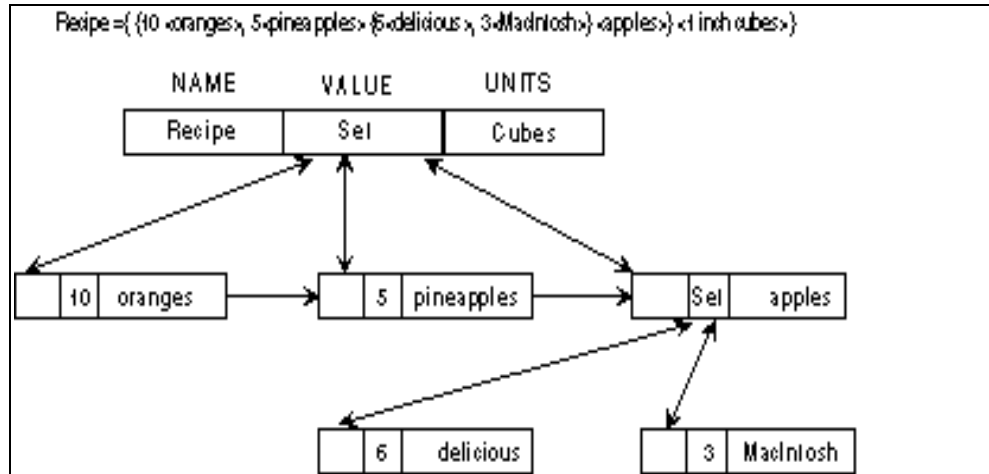 Recipe ={ {10 <oranges>, 5<pineapples> {6<delicious>, 3<MacIntosh>} <apples>} <1 inch cubes>}
NAME VALUE UNITS
Recipe Set Cubes
10 oranges 5 pineapples Set apples
6 delicious 3 MacIntosh